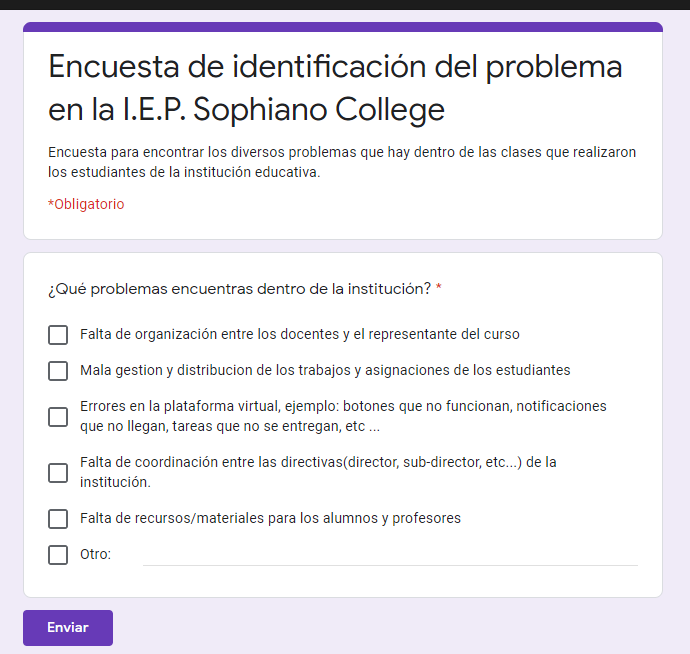 Encuesta de identificación del problema
en la I.E.P. Sophiano College
Encuesta para encontrar los diversos problemas que hay dentro de las clases que realizaron
los estudiantes de la institución educativa.
*Obligatorio
¿Qué problemas encuentras dentro de la institución? *
Falta de organización entre los docentes y el representante del curso
Mala gestion y distribucion de los trabajos y asignaciones de los estudiantes
Errores en la plataforma virtual, ejemplo: botones que no funcionan, notificaciones
que no llegan, tareas que no se entregan, etc ...
Falta de coordinación entre las directivas(director, sub-director, etc...) de la
institución.
Falta de recursos/materiales para los alumnos y profesores
Otro:
Enviar